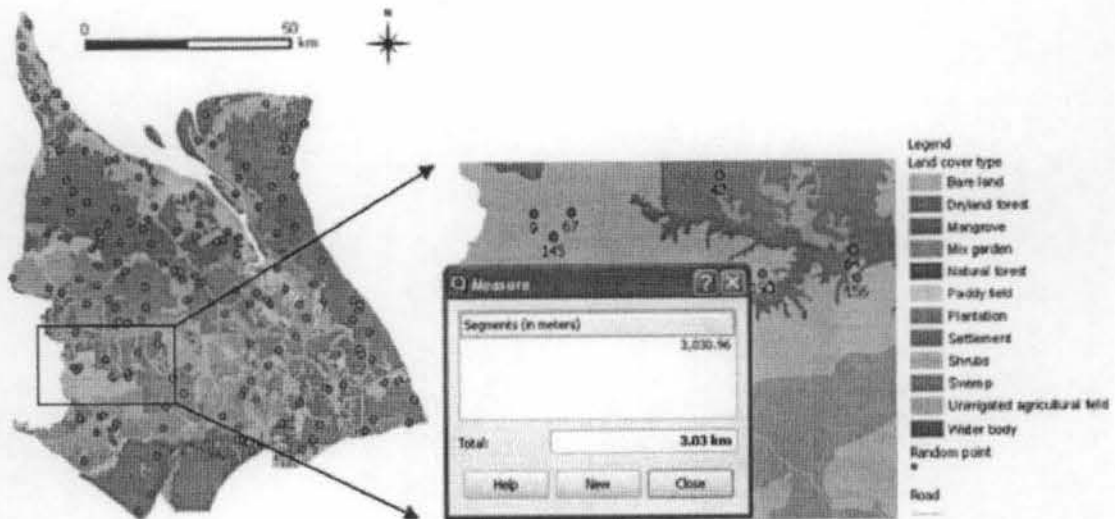 N
0 50
km
Legend
Land cover type
Bare land
Dryland forest
Mangrove
Mix garden
Natural forest
Paddy field
Plantation
Settlement
Shrubs
Swamp
Unirrigated agricultural field
Water body
Random point
Road
9 67
145
156
Measure
Segments (in meters)
3,030.96
Total: 3.03 km
Help New Close